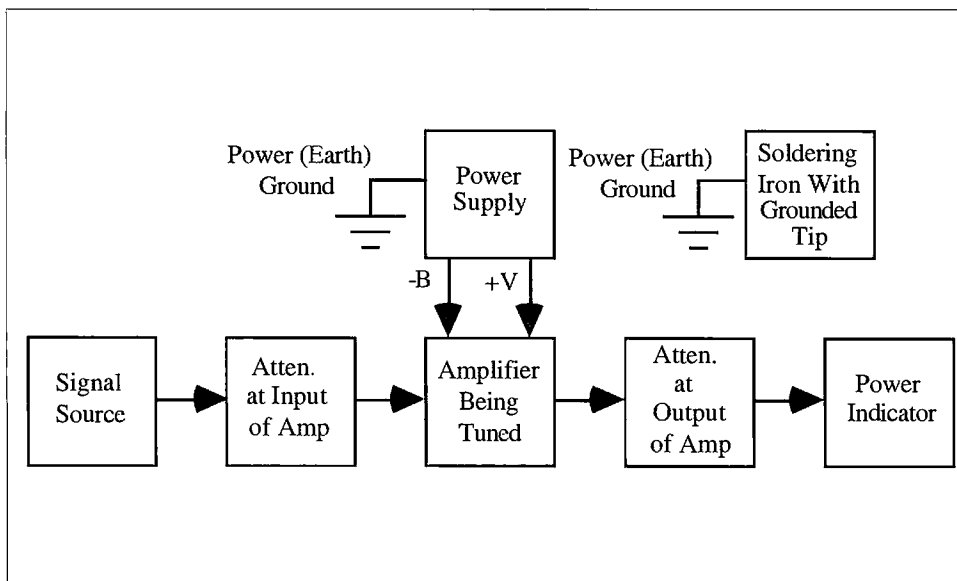 Power (Earth)
Ground
Power
Supply
Power (Earth)
Ground
Soldering
Iron With
Grounded
Tip
-B
+V
Signal
Source
Atten.
at Input
of Amp
Amplifier
Being
Tuned
Atten.
at
Output
of Amp
Power
Indicator